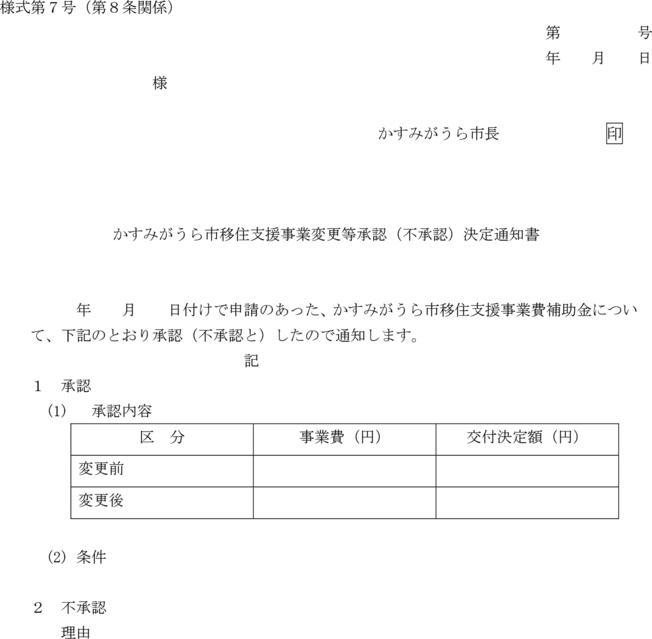 様式第７号（第８条関係）
第　　　　　号
年　　月　　日
様
かすみがうら市長　　　　　　　印
かすみがうら市移住支援事業変更等承認（不承認）決定通知書
年　　月　　日付けで申請のあった、かすみがうら市移住支援事業費補助金につい
て、下記のとおり承認（不承認と）したので通知します。
記
１　承認
(1)　承認内容
区　分　事業費（円）　交付決定額（円）
変更前
変更後
(2) 条件
２　不承認
理由